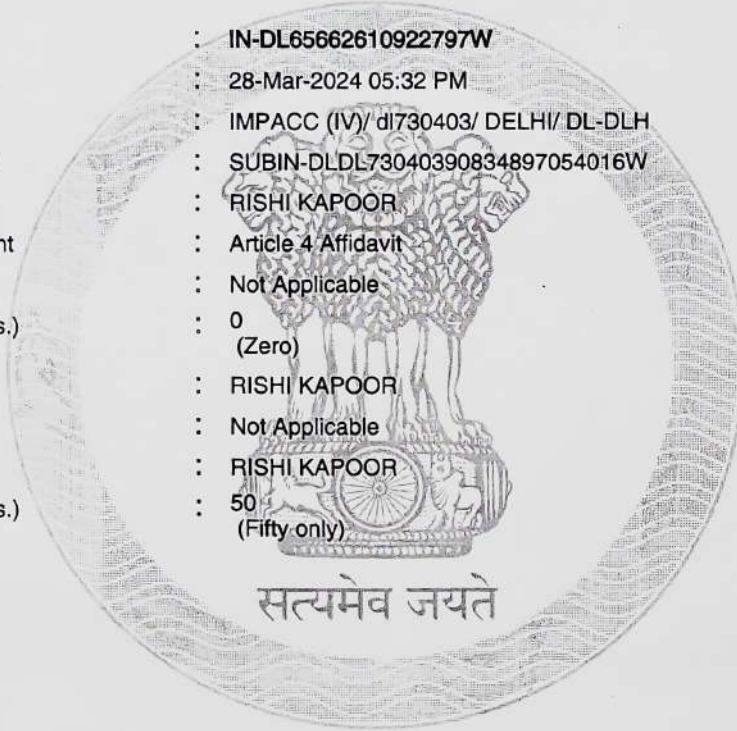 : IN-DL65662610922797W
: 28-Mar-2024 05:32 PM
: IMPACC (IV)/ dl730403/ DELHI/ DL-DLH
: SUBIN-DLDL73040390834897054016W
: RISHI KAPOOR
nt : Article 4 Affidavit
: Not Applicable
s.) : 0
(Zero)
: RISHI KAPOOR
: Not Applicable
: RISHI KAPOOR
s.) : 50
(Fifty only)
सत्यमेव जयते